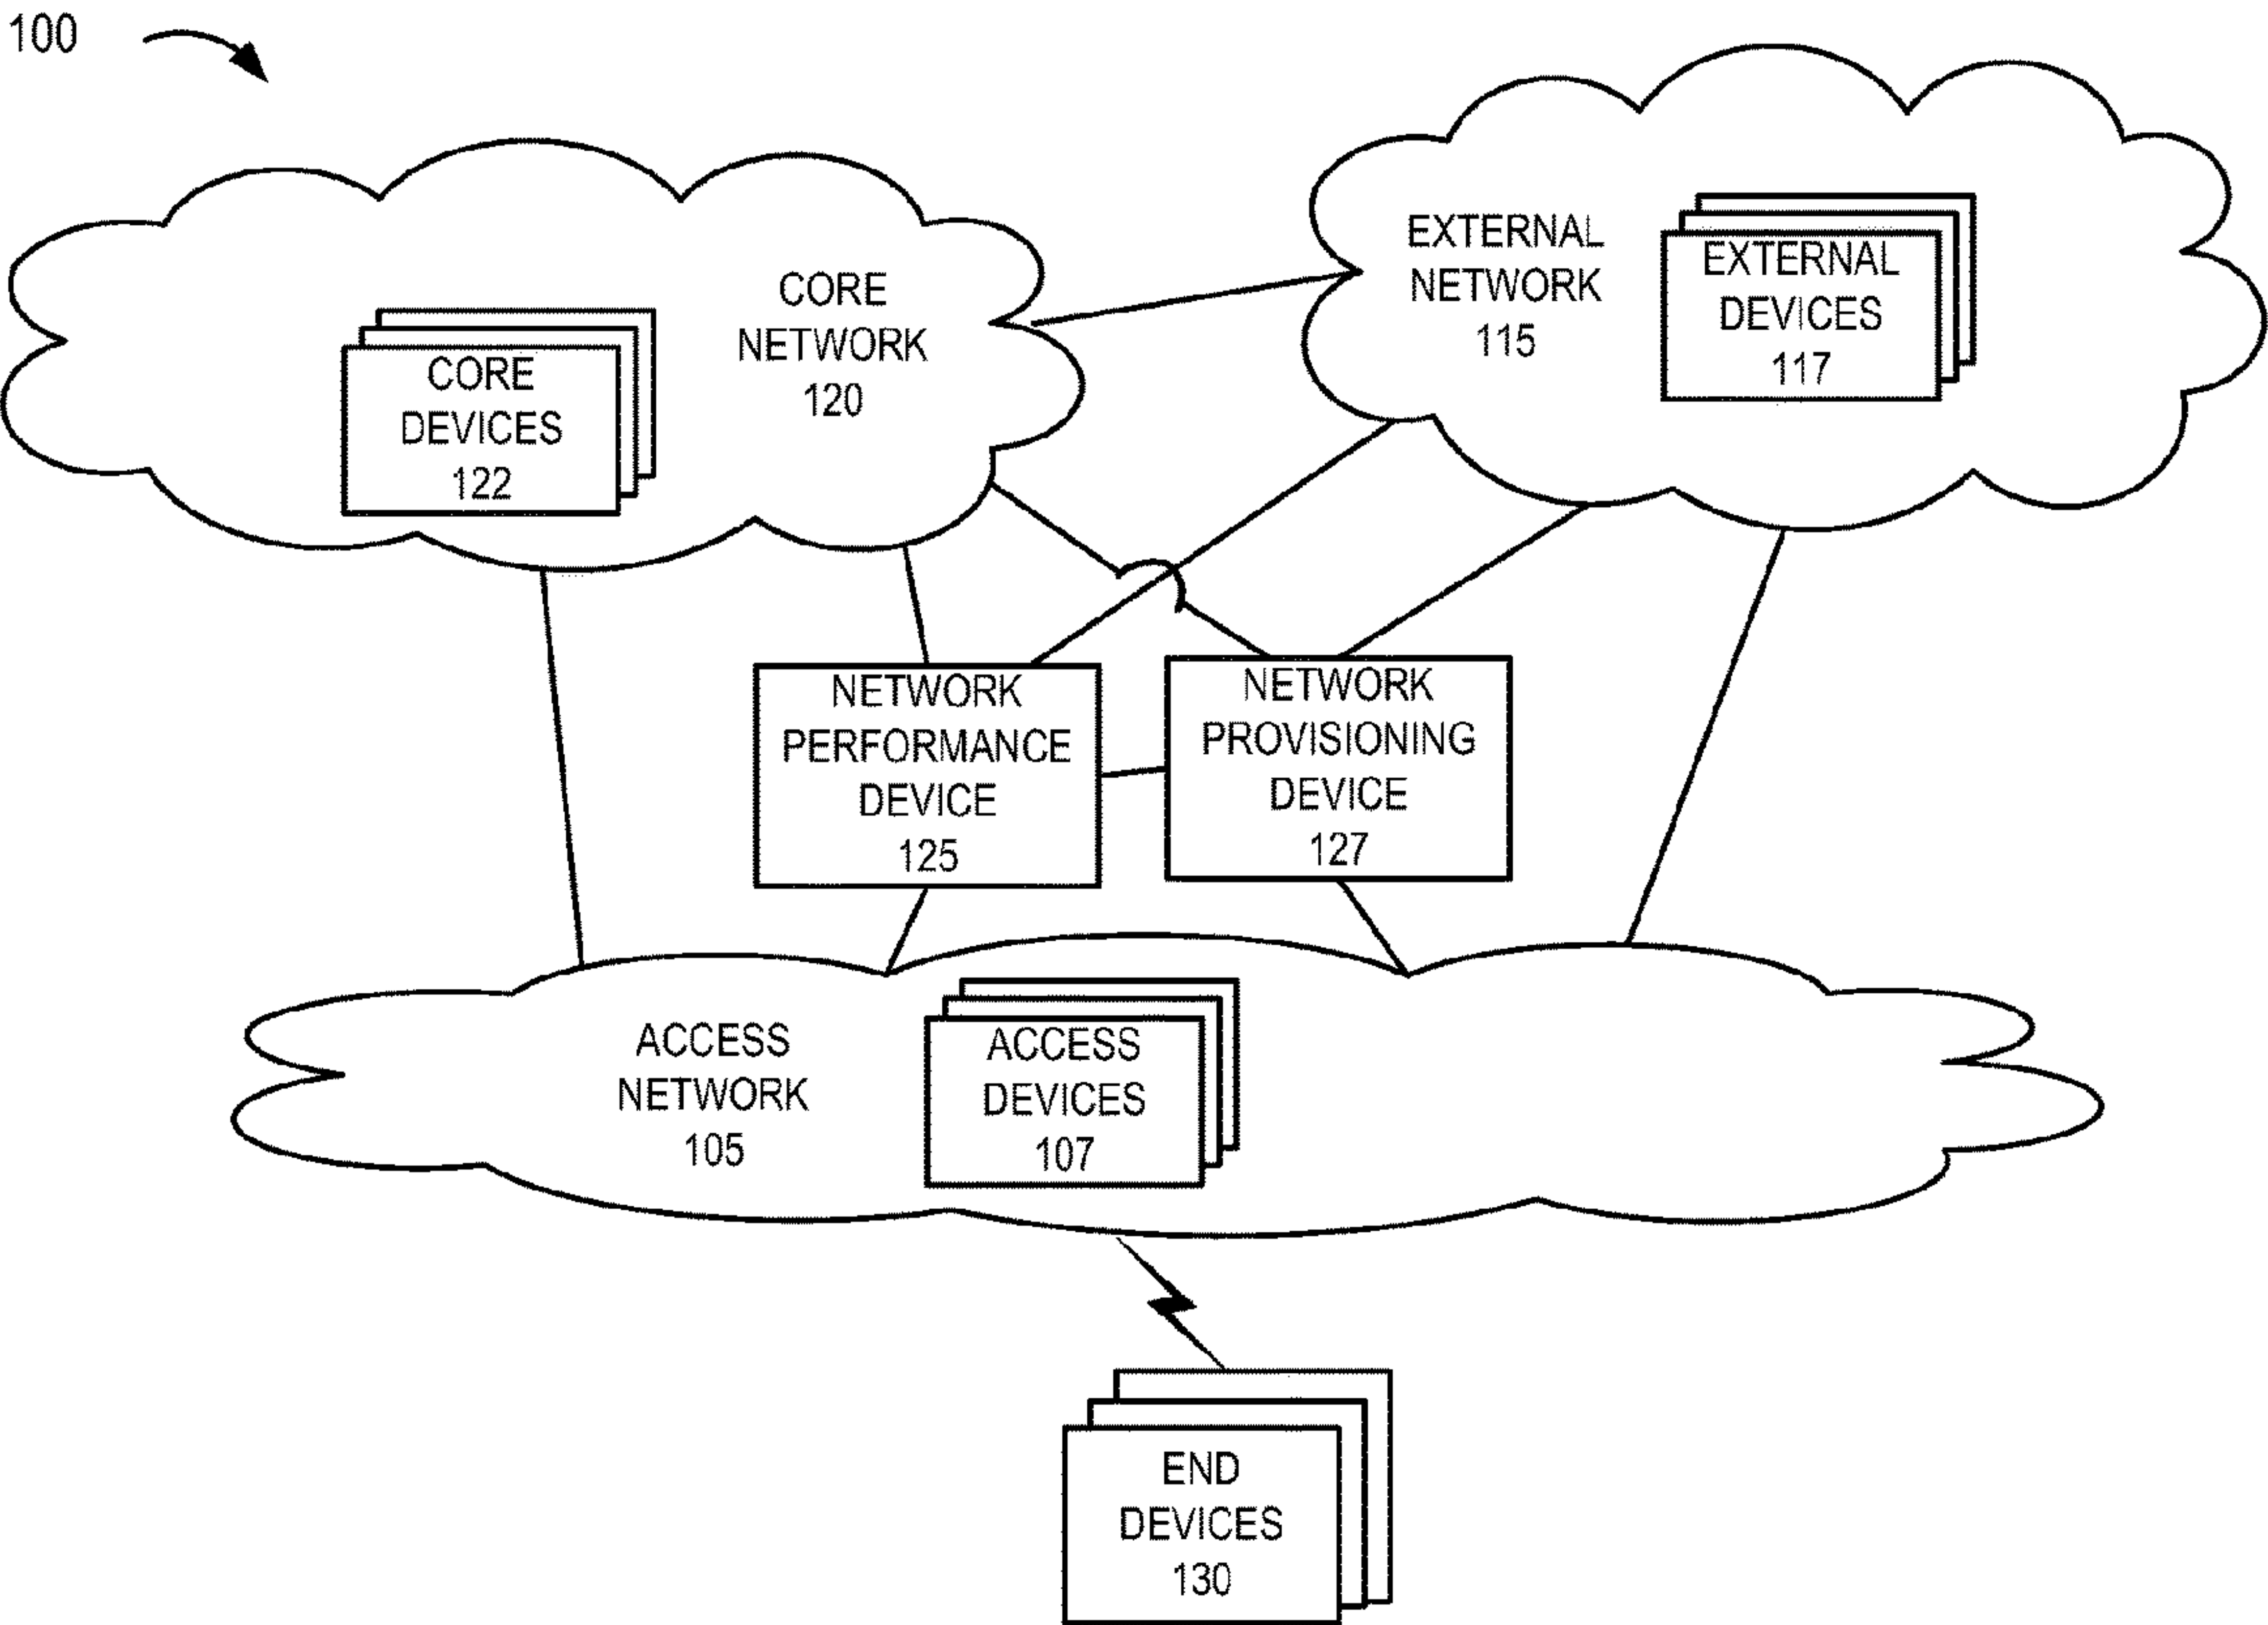 100
EXTERNAL
NETWORK
115
EXTERNAL
DEVICES
117
CORE
NETWORK
120
CORE
DEVICES
122
NETWORK
PERFORMANCE
DEVICE
125
NETWORK
PROVISIONING
DEVICE
127
ACCESS
NETWORK
105
ACCESS
DEVICES
107
END
DEVICES
130